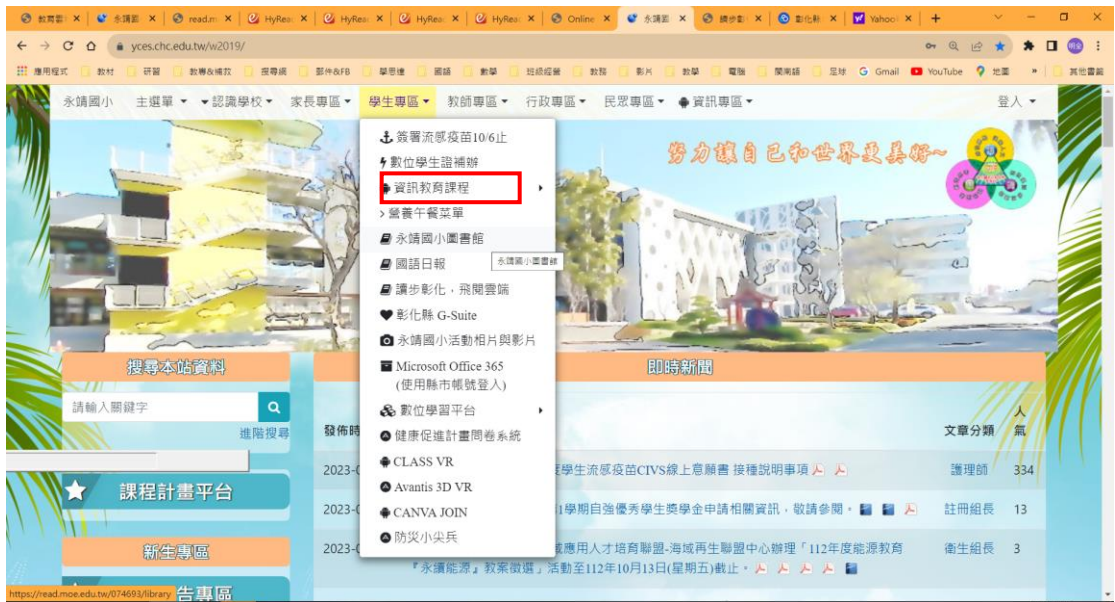 永靖國
read.m
HyRea
HyRea
HyRea
HyRea
Online
永靖國
Yahoo
yces.chc.edu.tw/w2019/
應用程式 教材 研習 教專&補救 搜尋網 郵件&FB 學思達 國語 數學 班級經營 教務 影片 教學 電腦 閩南語 足球 Gmail YouTube 地圖 » 其他書籤
永靖國小 主選單 認識學校 家長專區 學生專區 教師專區 行政專區 民眾專區 資訊專區 登入
努力讓自己和世界更美好~
簽署流感疫苗10/6止
數位學生證補辦
資訊教育課程
營養午餐菜單
永靖國小圖書館
國語日報
永靖國小圖書館
讀步彰化，飛閱雲端
彰化縣 G-Suite
永靖國小活動相片與影片
Microsoft Office 365
(使用縣市帳號登入)
數位學習平台
健康促進計畫問卷系統
CLASS VR
Avantis 3D VR
CANVA JOIN
防災小尖兵
搜尋本站資料
請輸入關鍵字
進階搜尋
課程計畫平台
新生專區
告專區
即時新聞
發佈時 文章分類 人氣
2023-0 學生流感疫苗CIVS線上意願書 接種說明事項 護理師 334
2023-0 1學期自強優秀學生獎學金申請相關資訊，敬請參閱。 註冊組長 13
2023-0 應用人才培育聯盟-海域再生聯盟中心辦理「112年度能源教育 衛生組長 3
『永續能源』教案徵選」活動至112年10月13日(星期五)截止。
https://read.moe.edu.tw/074693/library